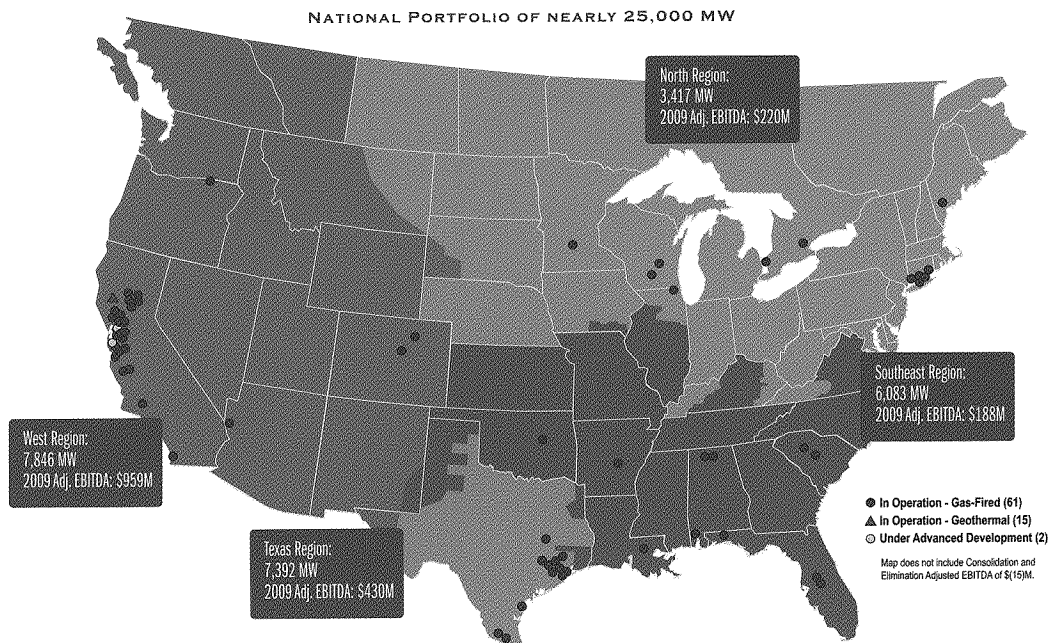 NATIONAL PORTFOLIO OF NEARLY 25,000 MW
North Region:
3,417 MW
2009 Adj. EBITDA: $220M
Southeast Region:
6,083 MW
2009 Adj. EBITDA: $188M
West Region:
7,846 MW
2009 Adj. EBITDA: $959M
Texas Region:
7,392 MW
2009 Adj. EBITDA: $430M
In Operation - Gas-Fired (61)
In Operation - Geothermal (15)
Under Advanced Development (2)
Map does not include Consolidation and
Elimination Adjusted EBITDA of $(15)M.